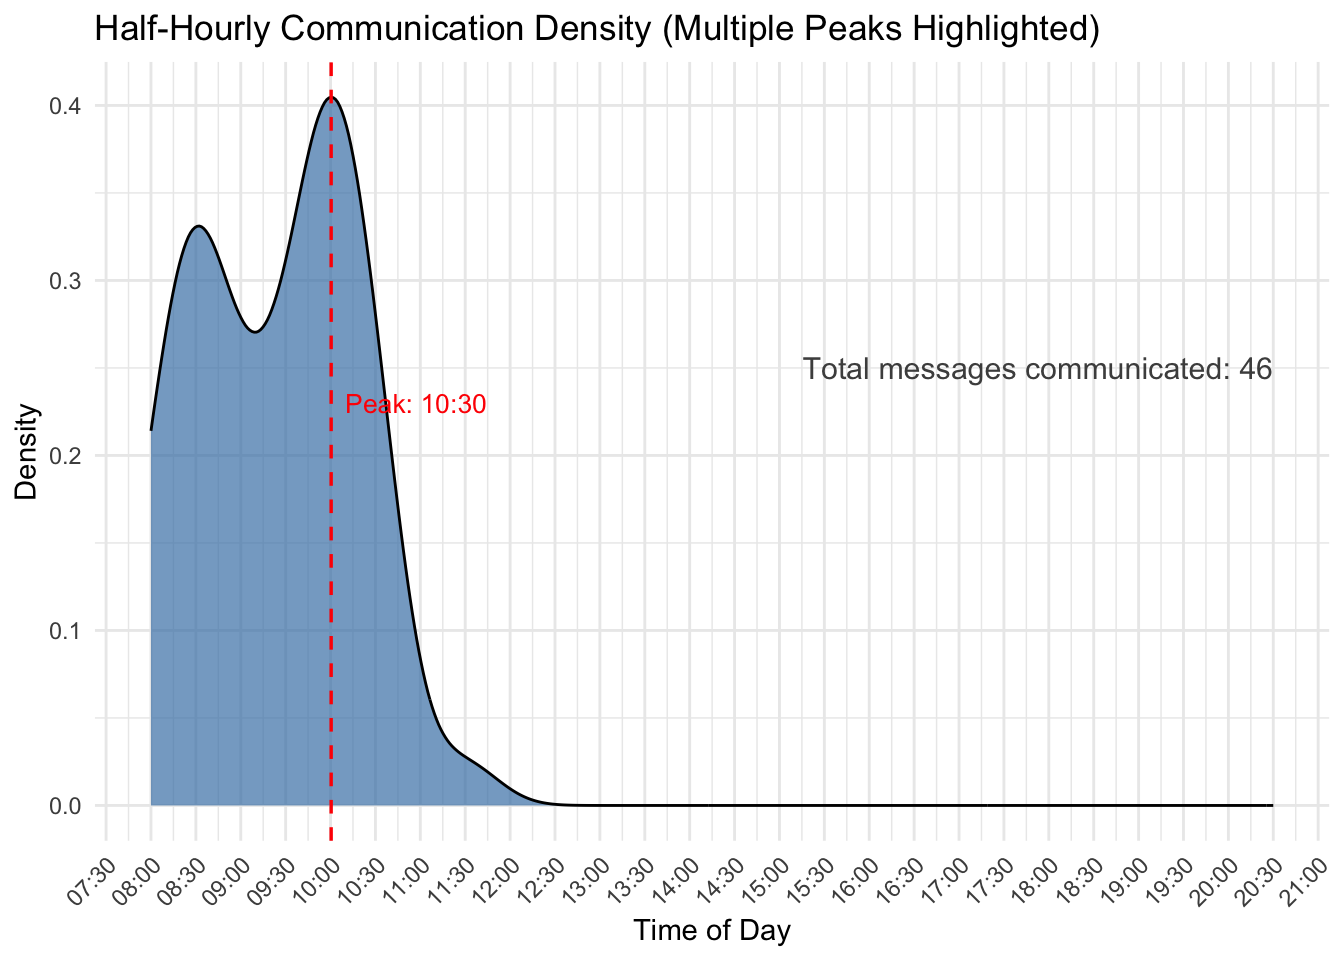 Half-Hourly Communication Density (Multiple Peaks Highlighted)
0.4
0.3
0.2
0.1
0.0
Density
Total messages communicated: 46
Peak: 10:30
07:30 08:00 08:30 09:00 09:30 10:00 10:30 11:00 11:30 12:00 12:30 13:00 13:30 14:00 14:30 15:00 15:30 16:00 16:30 17:00 17:30 18:00 18:30 19:00 19:30 20:00 20:30 21:00
Time of Day